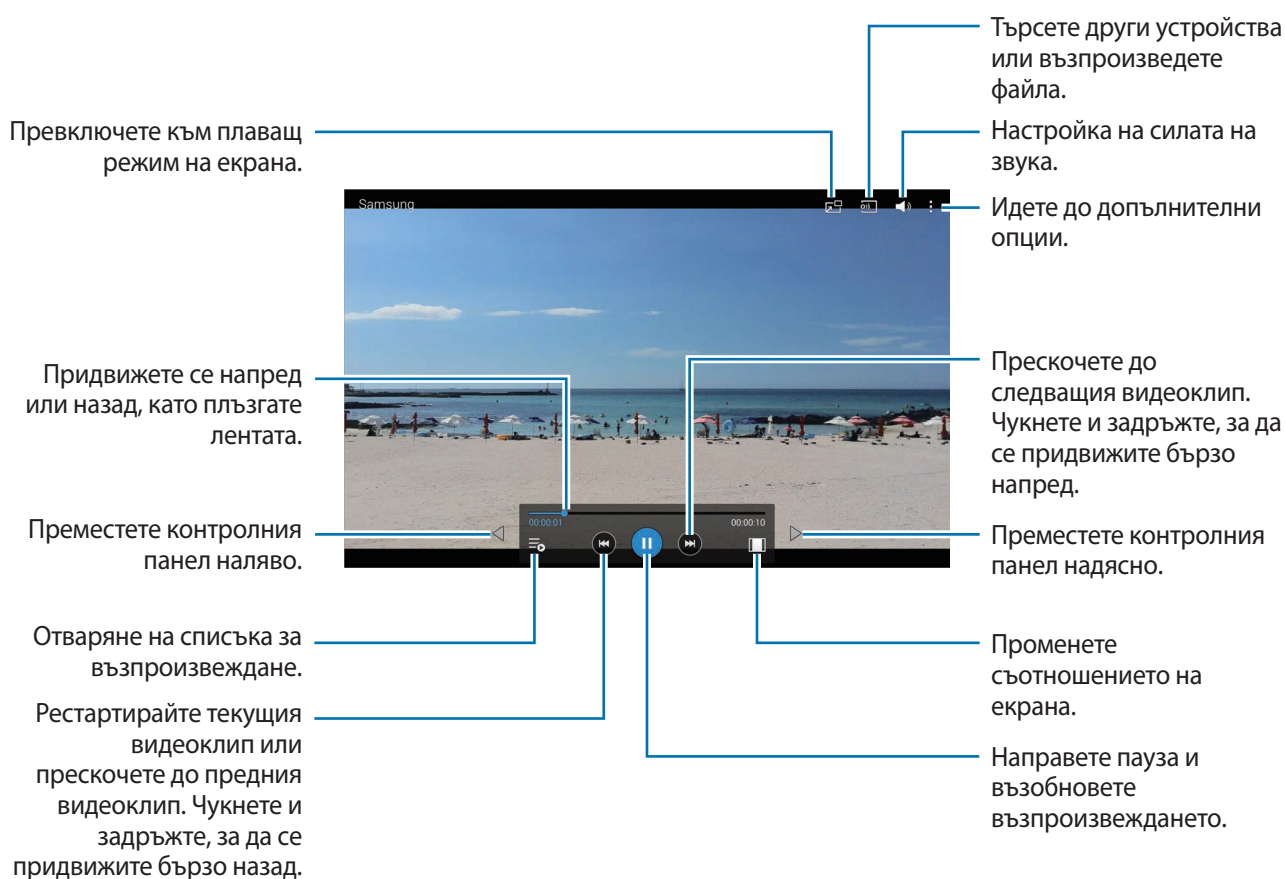 Търсете други устройства
или възпроизведете
файла.
Превключете към плаващ
режим на екрана.
Настройка на силата на
звука.
Samsung
Идете до допълнителни
опции.
Придвижете се напред
или назад, като плъзгате
лентата.
Прескочете до
следващия видеоклип.
Чукнете и задръжте, за да
се придвижите бързо
напред.
00:00:01
00:00:10
Преместете контролния
панел наляво.
Преместете контролния
панел надясно.
Отваряне на списъка за
възпроизвеждане.
Променете
съотношението на
екрана.
Рестартирайте текущия
видеоклип или
прескочете до предния
видеоклип. Чукнете и
задръжте, за да се
придвижите бързо назад.
Направете пауза и
възобновете
възпроизвеждането.